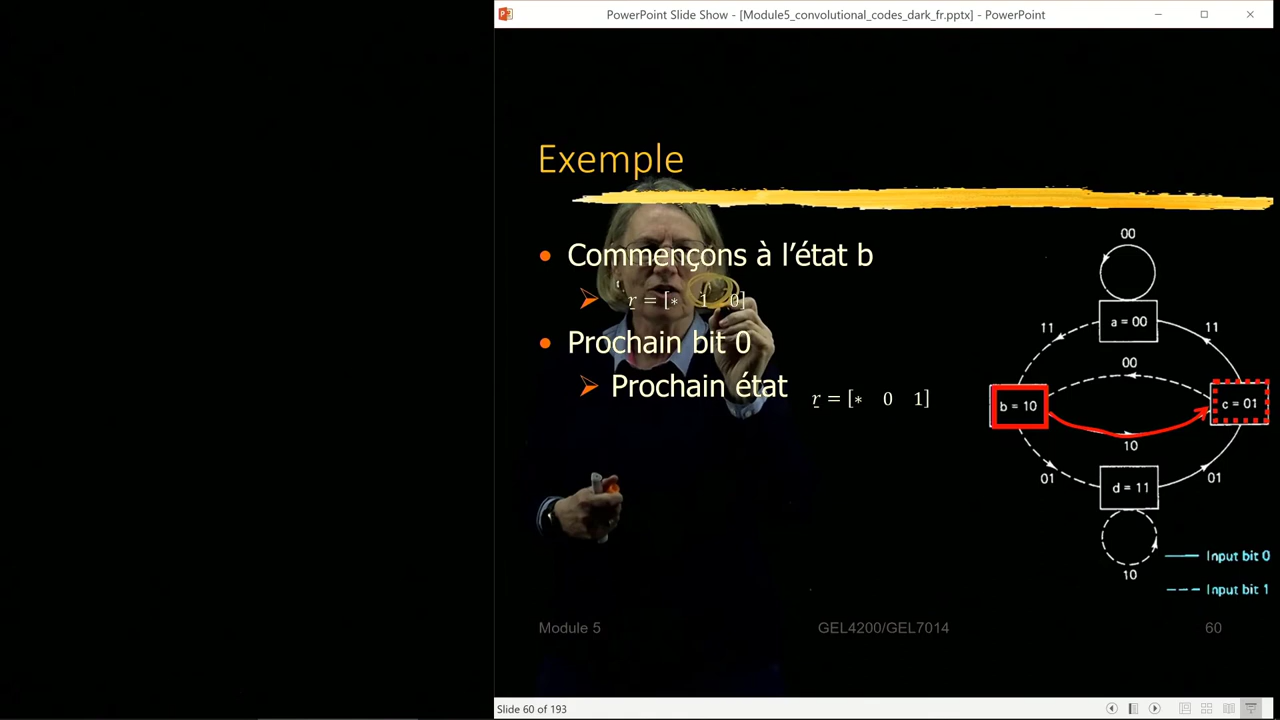 PowerPoint Slide Show - [Module5_convolutional_codes_dark_fr.pptx] - PowerPoint
Exemple
Commençons à l'état b
r = [* 1 0]
Prochain bit 0
Prochain état
r = [* 0 1]
00
a = 00
11
11
00
b = 10
c = 01
10
01
01
d = 11
10
Input bit 0
Input bit 1
Module 5
GEL4200/GEL7014
60
Slide 60 of 193